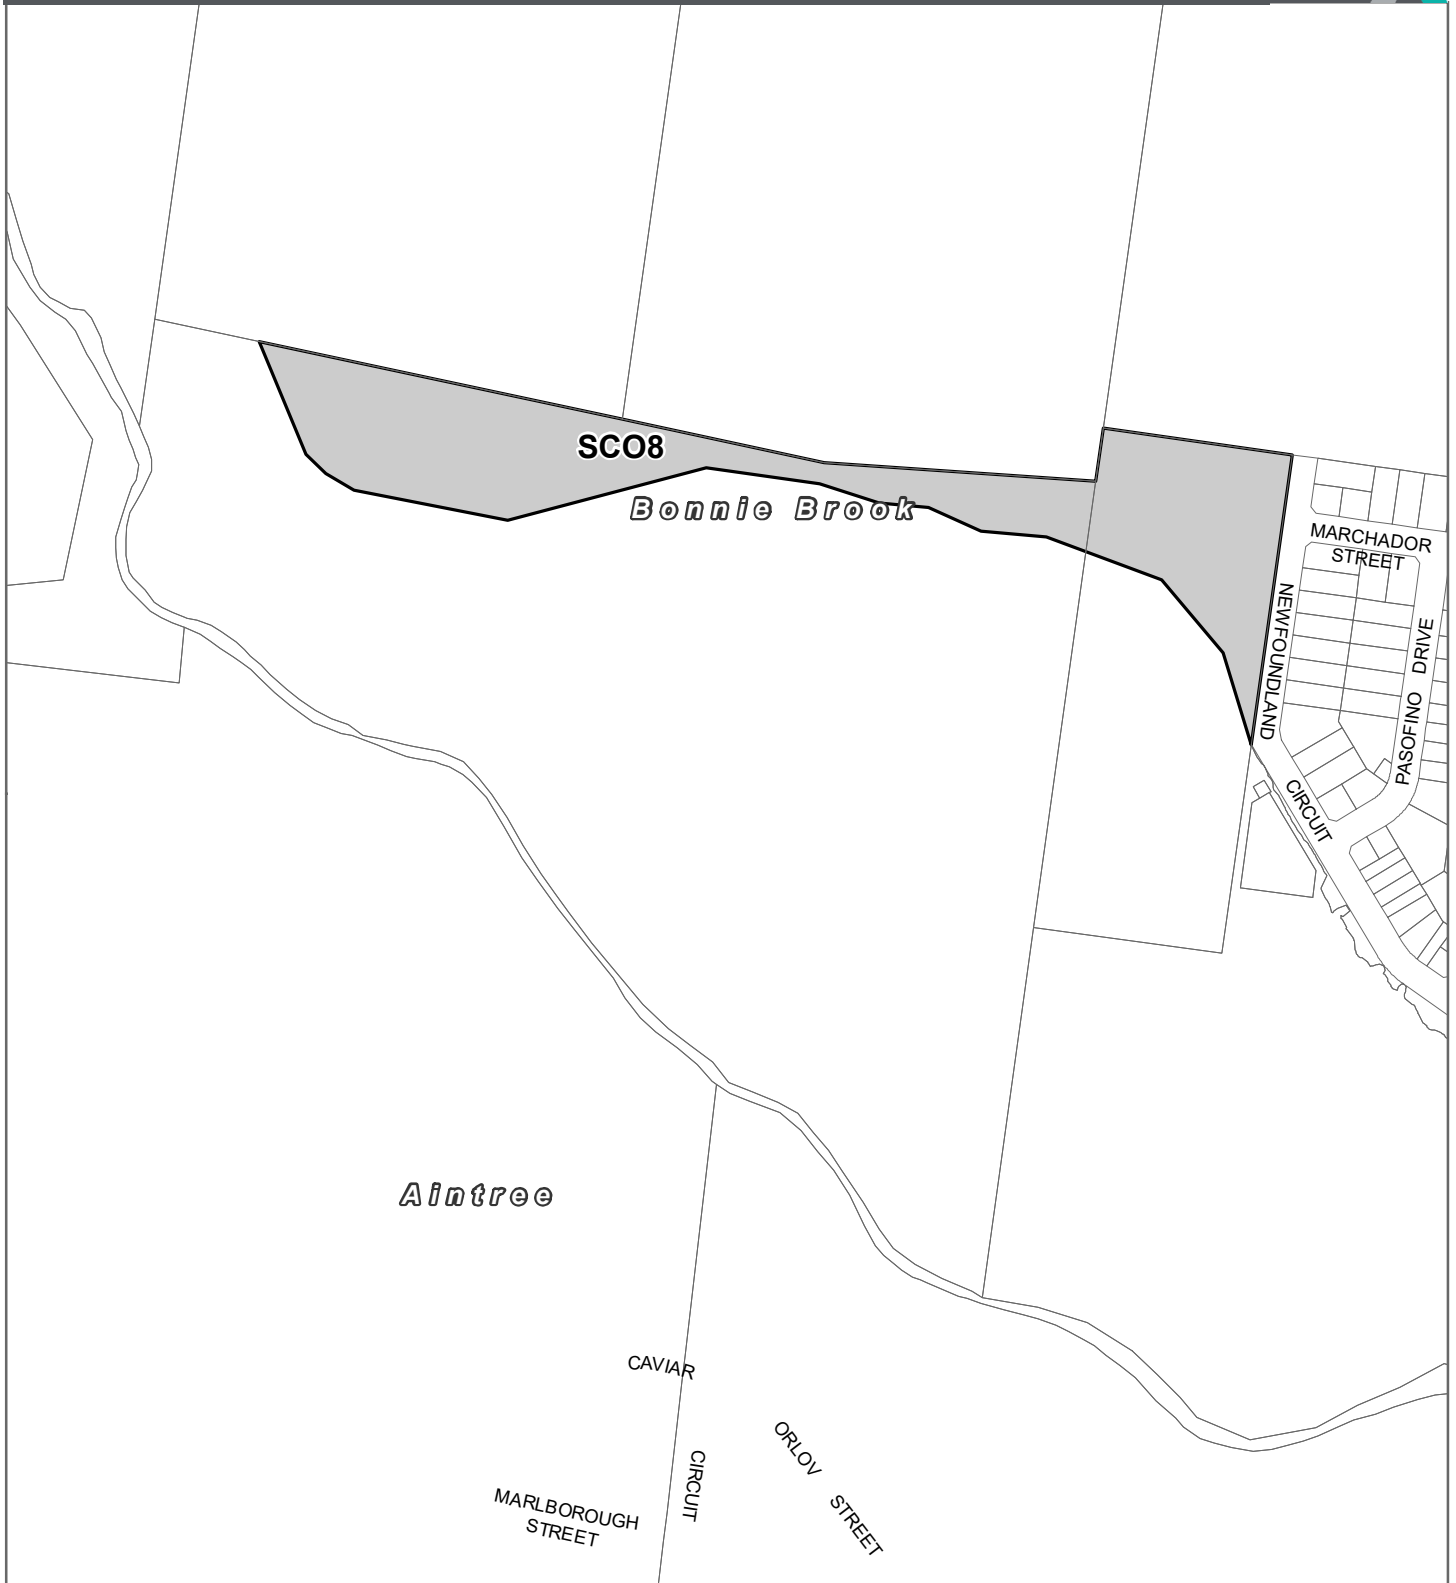 SCO8
Bonnie Brook
MARCHADOR
STREET
NEWFOUNDLAND
PASOFINO DRIVE
CIRCUIT
Aintree
CAVIAR
CIRCUIT
ORLOV STREET
MARLBOROUGH
STREET